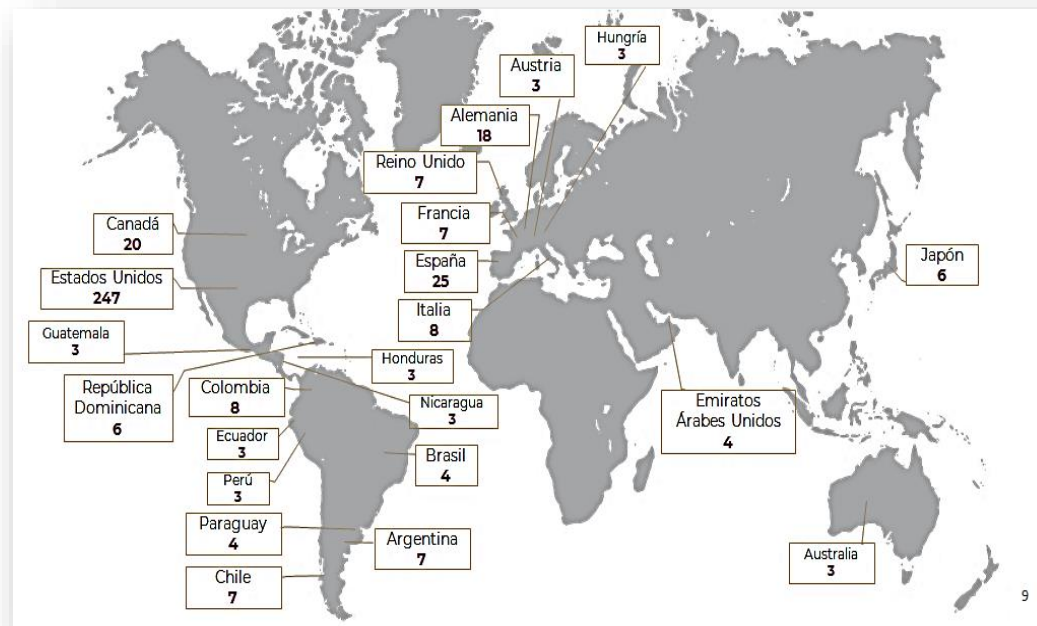 Hungría
3
Austria
3
Alemania
18
Reino Unido
7
Francia
7
España
25
Italia
8
Canadá
20
Estados Unidos
247
Guatemala
3
República
Dominicana
6
Honduras
3
Nicaragua
3
Colombia
8
Ecuador
3
Perú
3
Brasil
4
Paraguay
4
Argentina
7
Chile
7
Japón
6
Emiratos
Árabes Unidos
4
Australia
3
9